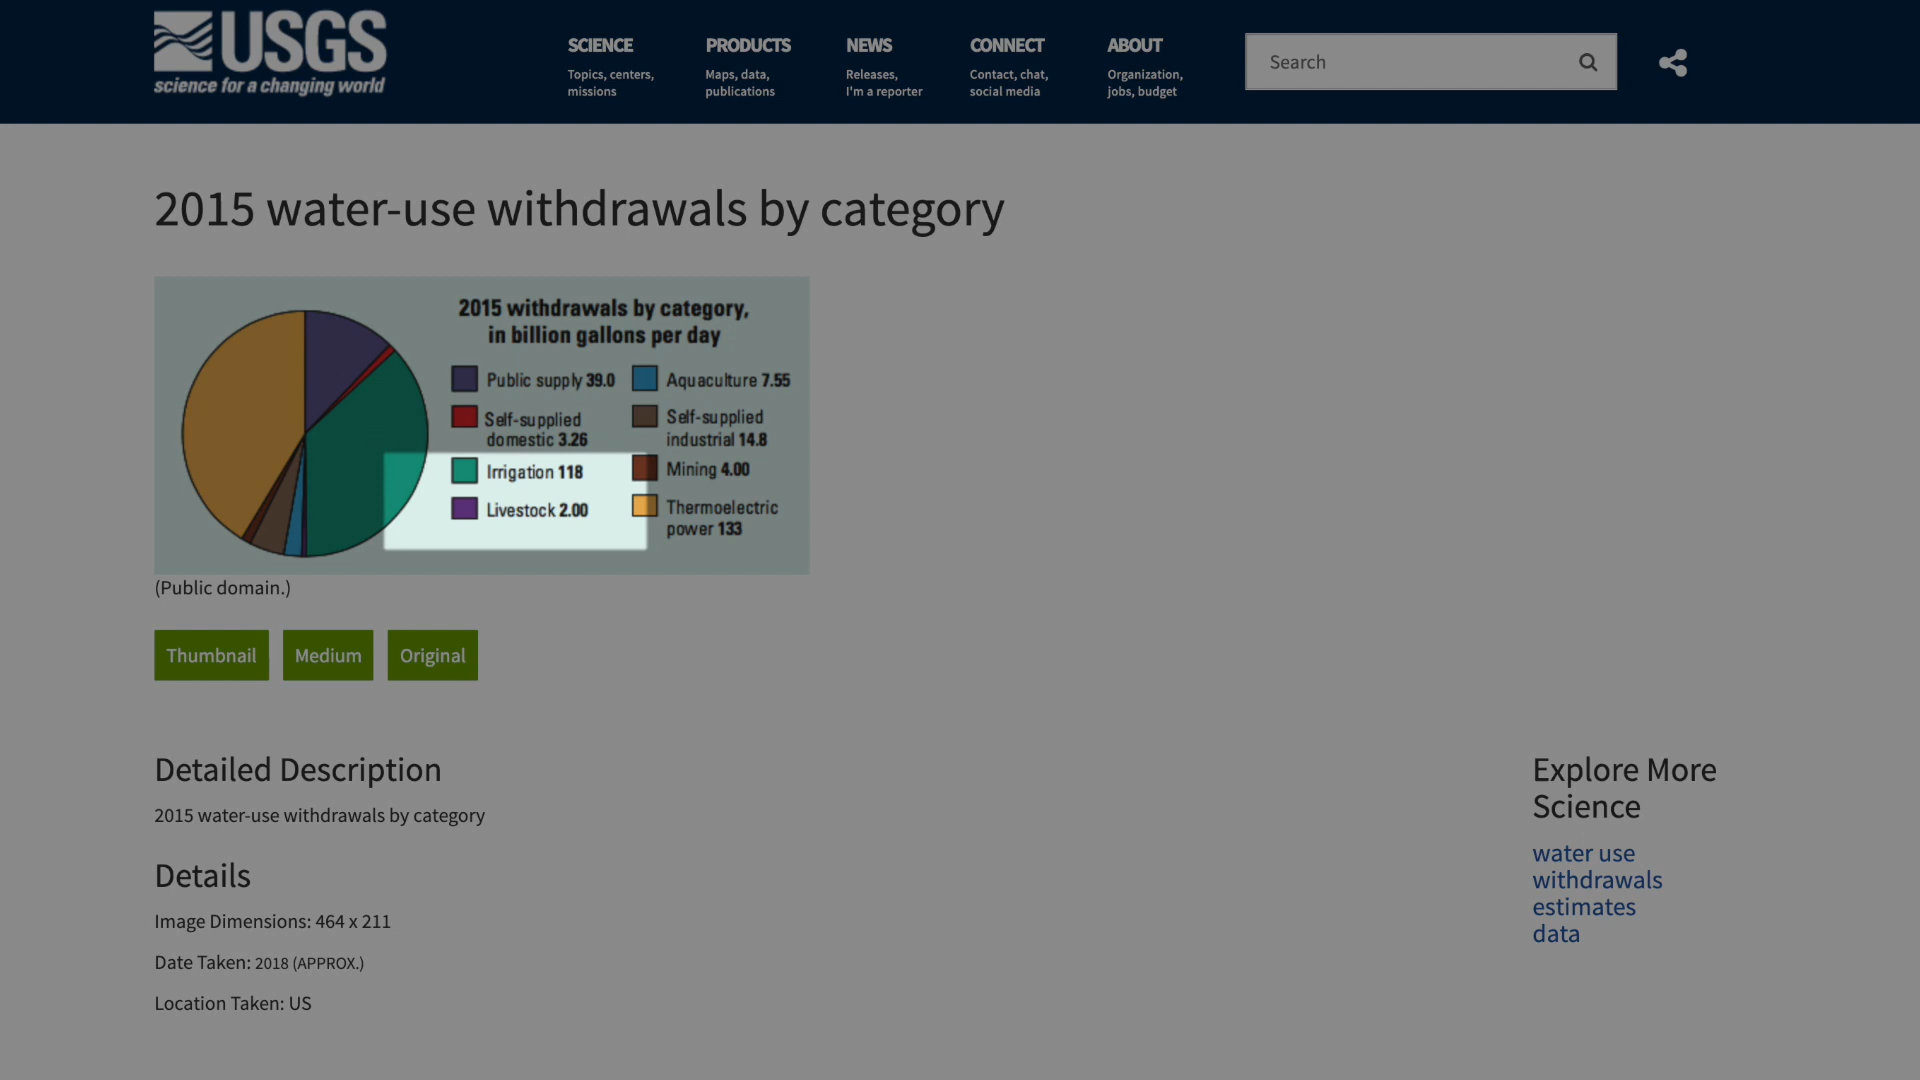 USGS
science for a changing world
SCIENCE
Topics, centers,
missions
PRODUCTS
Maps, data,
publications
NEWS
Releases,
I'm a reporter
CONNECT
Contact, chat,
social media
ABOUT
Organization,
jobs, budget
Search
2015 water-use withdrawals by category
2015 withdrawals by category,
in billion gallons per day
Public supply 39.0
Self-supplied
domestic 3.26
Irrigation 118
Livestock 2.00
Aquaculture 7.55
Self-supplied
industrial 14.8
Mining 4.00
Thermoelectric
power 133
(Public domain.)
Thumbnail
Medium
Original
Detailed Description
2015 water-use withdrawals by category
Details
Image Dimensions: 464 x 211
Date Taken: 2018 (APPROX.)
Location Taken: US
Explore More
Science
water use
withdrawals
estimates
data